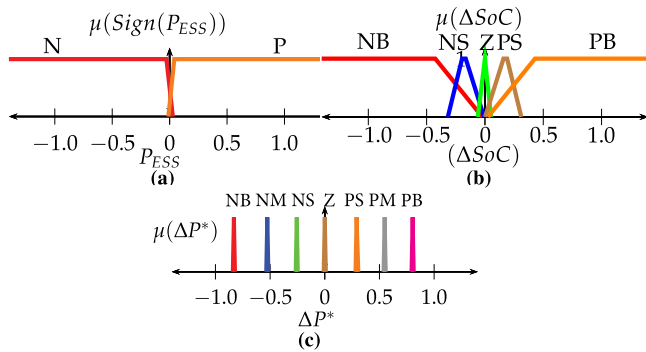 μ(Sign(P_ESS))
N P
−1.0 −0.5 0 0.5 1.0
P_ESS
(a)
μ(ΔSoC)
NB NS Z PS PB
1
−1.0 −0.5 0 0.5 1.0
(ΔSoC)
(b)
NB NM NS Z PS PM PB
μ(ΔP*)
−1.0 −0.5 0 0.5 1.0
ΔP*
(c)